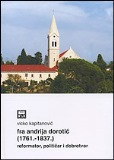 vicko kapitanović
fra andrija dorotić
(1761.-1837.)
reformator, političar i dobrotvor